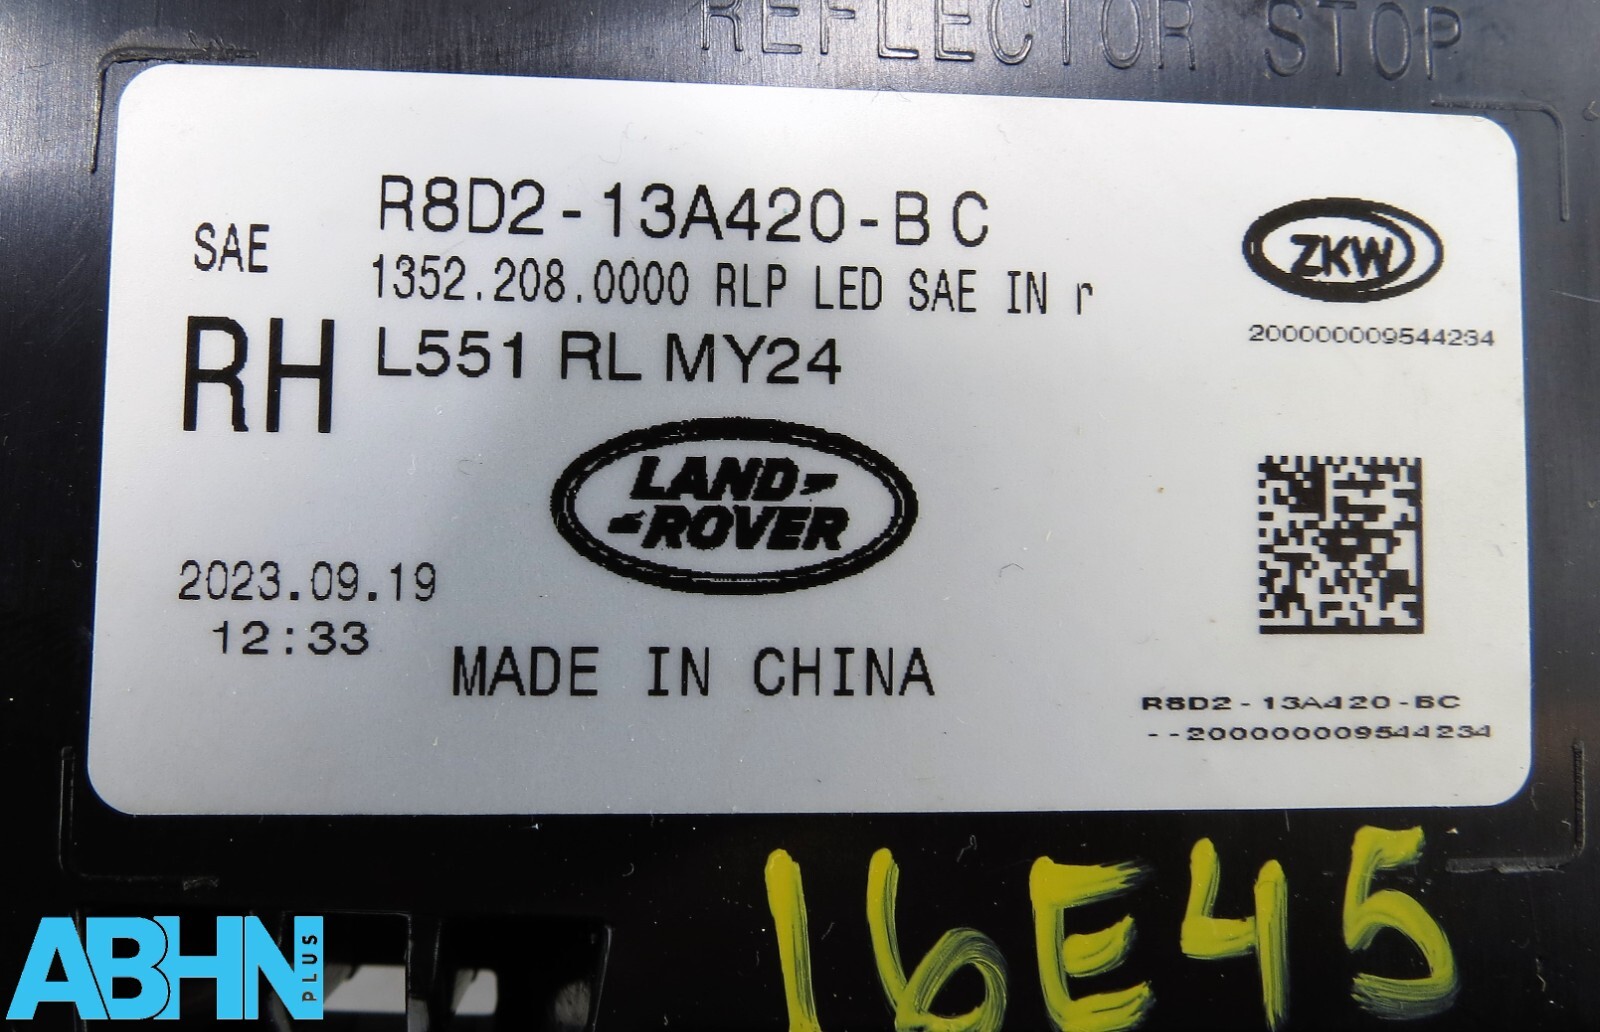 REFLECTOR STOP
R8D2-13A420-BC
SAE
1352.208.0000 RLP LED SAE IN r
RH
L551 RL MY24
ZKW
200000009544234
LAND-
-ROVER
2023.09.19
12:33
MADE IN CHINA
R8D2-13A420-BC
--200000009544234
16E45
ABHN PLUS